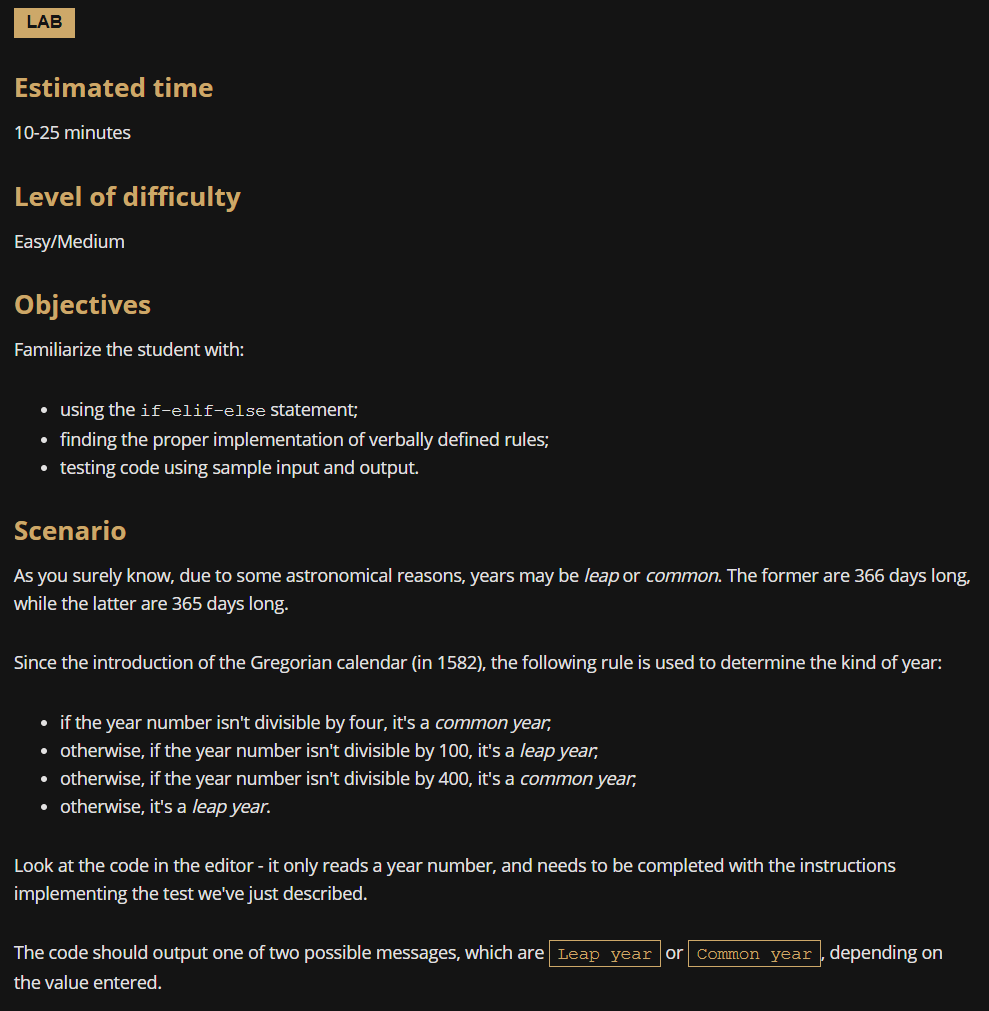 LAB
Estimated time
10-25 minutes
Level of difficulty
Easy/Medium
Objectives
Familiarize the student with:
• using the if-elif-else statement;
• finding the proper implementation of verbally defined rules;
• testing code using sample input and output.
Scenario
As you surely know, due to some astronomical reasons, years may be leap or common. The former are 366 days long,
while the latter are 365 days long.
Since the introduction of the Gregorian calendar (in 1582), the following rule is used to determine the kind of year:
• if the year number isn't divisible by four, it's a common year;
• otherwise, if the year number isn't divisible by 100, it's a leap year;
• otherwise, if the year number isn't divisible by 400, it's a common year;
• otherwise, it's a leap year.
Look at the code in the editor - it only reads a year number, and needs to be completed with the instructions
implementing the test we've just described.
The code should output one of two possible messages, which are Leap year or Common year, depending on
the value entered.